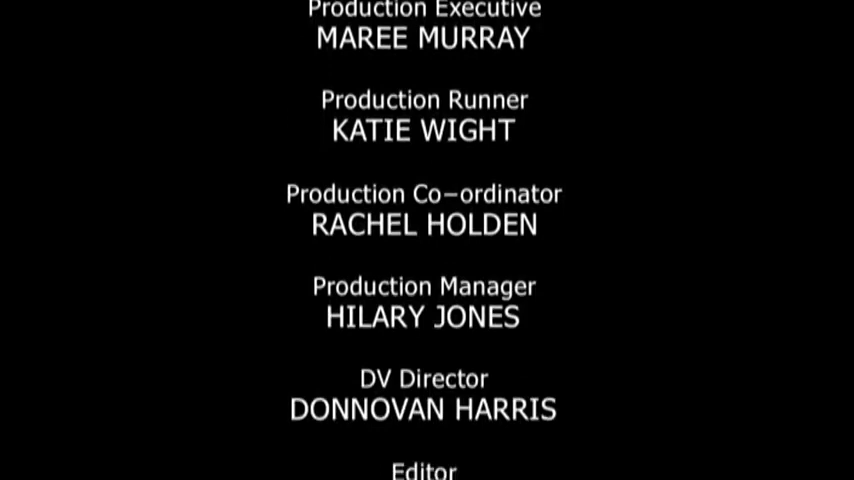 Production Executive
MAREE MURRAY
Production Runner
KATIE WIGHT
Production Co-ordinator
RACHEL HOLDEN
Production Manager
HILARY JONES
DV Director
DONNOVAN HARRIS
Editor